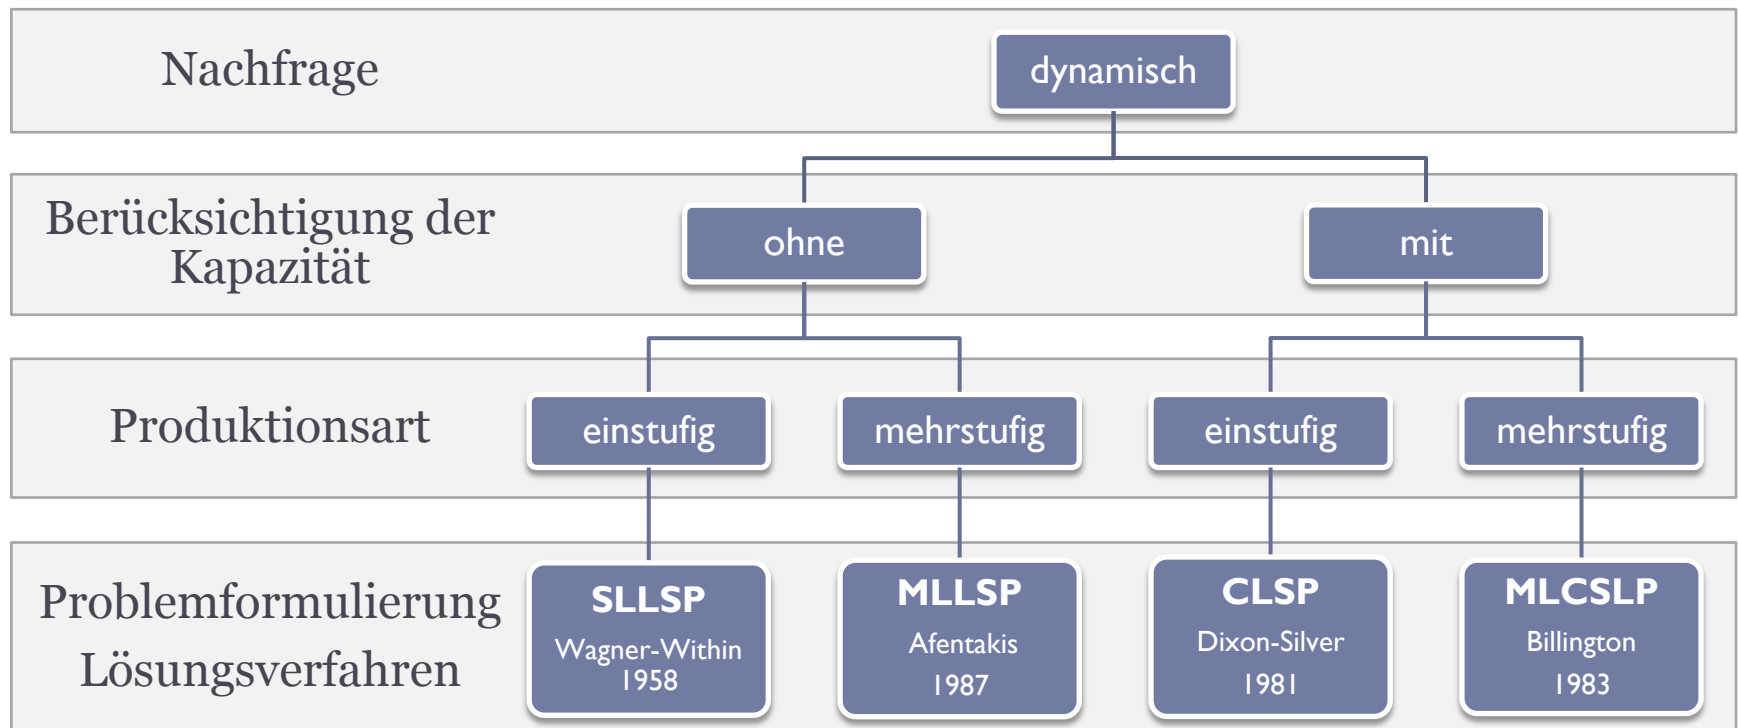 Nachfrage
dynamisch
Berücksichtigung der
Kapazität
ohne
mit
Produktionsart
einstufig
mehrstufig
einstufig
mehrstufig
Problemformulierung
Lösungsverfahren
SLLSP
Wagner-Within
1958
MLLSP
Afentakis
1987
CLSP
Dixon-Silver
1981
MLCSLP
Billington
1983